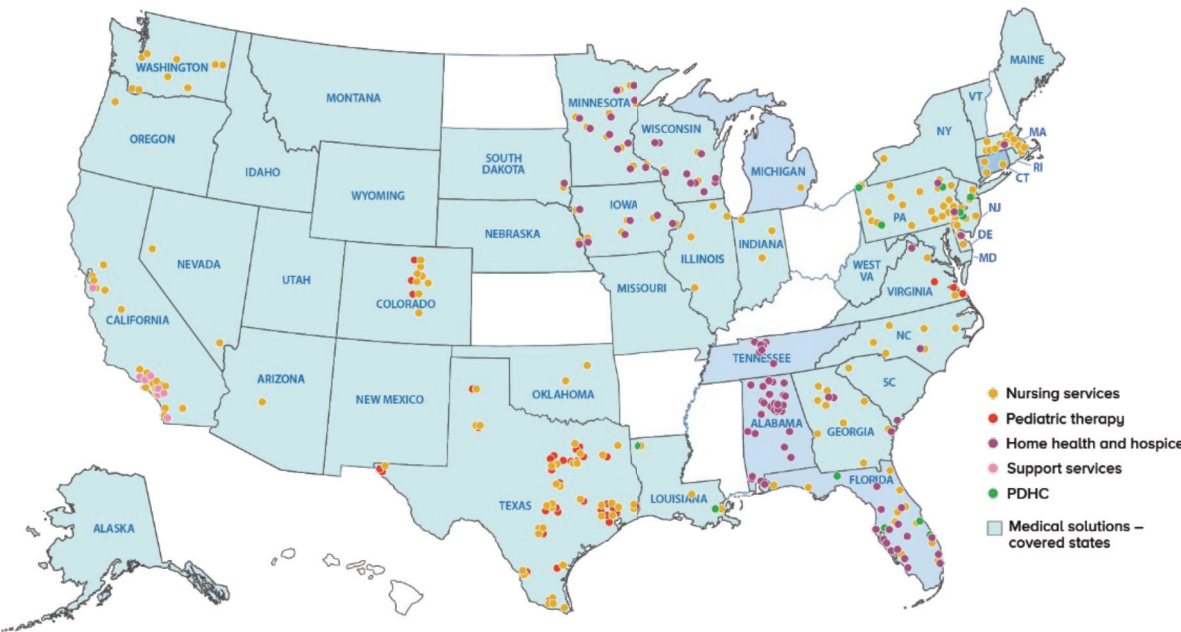 WASHINGTON
MONTANA
OREGON
IDAHO
WYOMING
SOUTH
DAKOTA
NEBRASKA
MINNESOTA
WISCONSIN
IOWA
MICHIGAN
MAINE
VT
NY
MA
RI
CT
PA
NJ
DE
MD
NEVADA
UTAH
COLORADO
CALIFORNIA
ILLINOIS
INDIANA
MISSOURI
WEST
VA
VIRGINIA
ARIZONA
NEW MEXICO
OKLAHOMA
TENNESSEE
NC
SC
ALABAMA
GEORGIA
TEXAS
LOUISIANA
FLORIDA
ALASKA
Nursing services
Pediatric therapy
Home health and hospice
Support services
PDHC
Medical solutions –
covered states